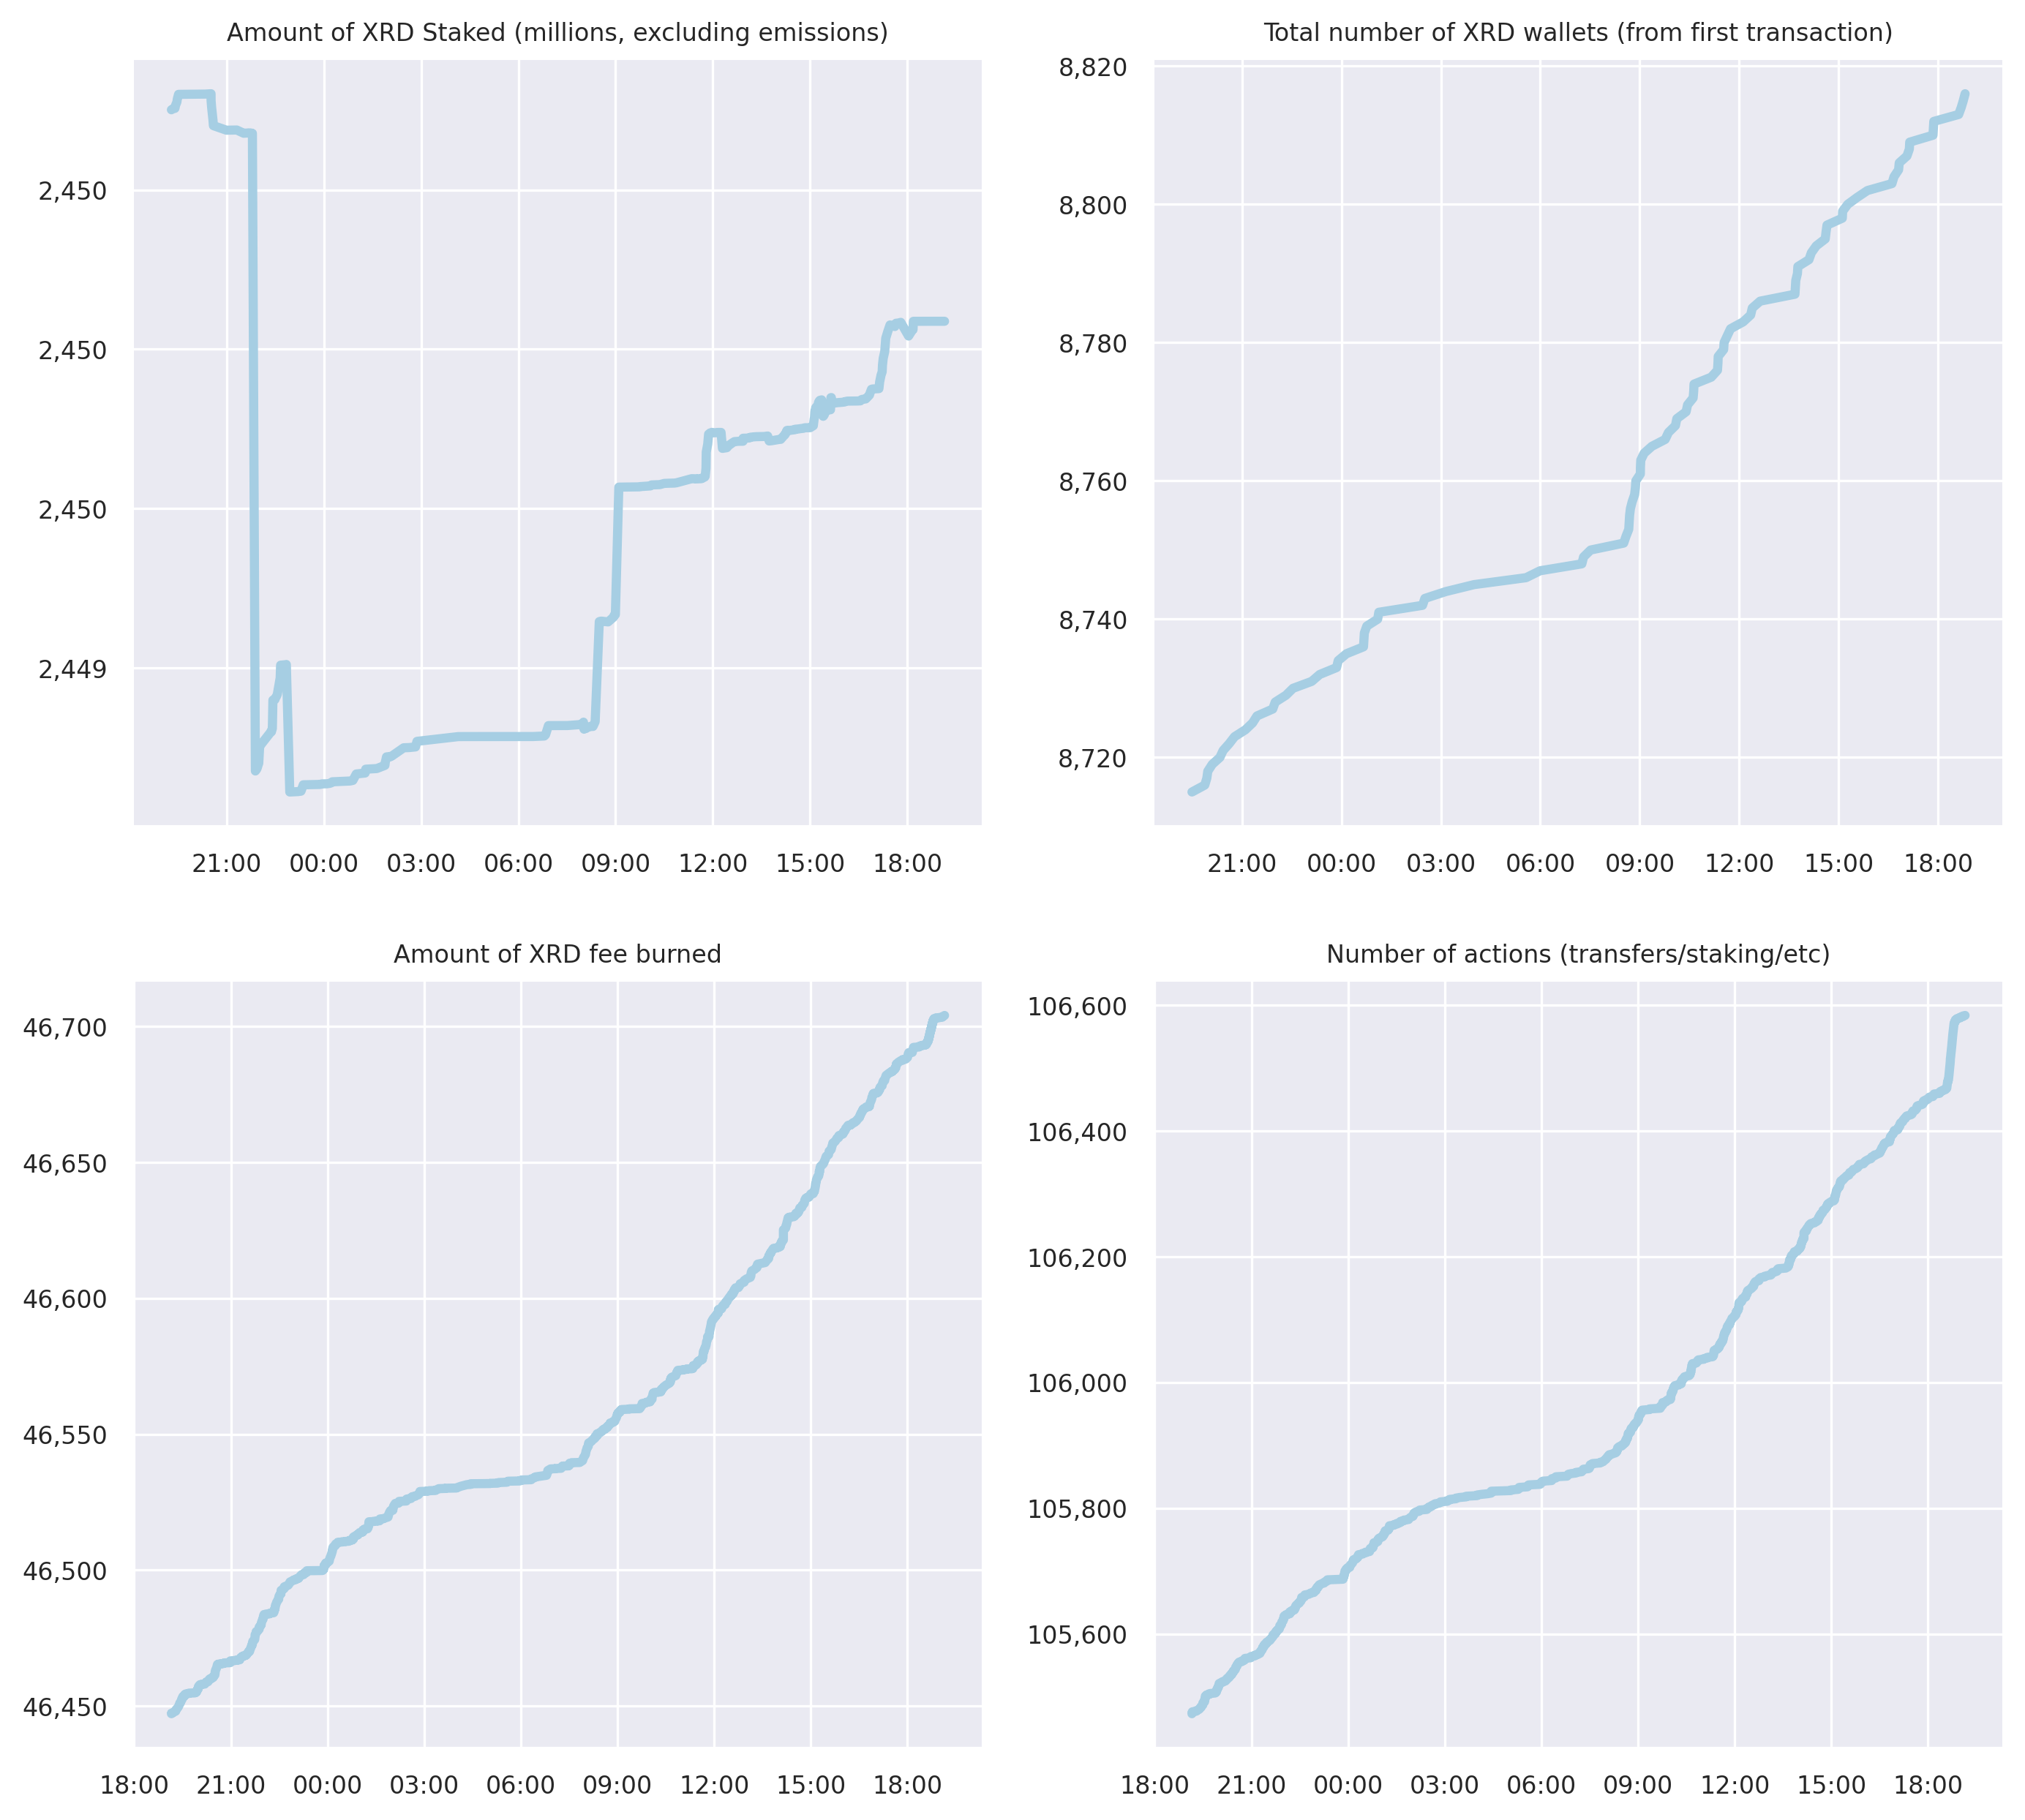 Amount of XRD Staked (millions, excluding emissions)
2,450
2,450
2,450
2,449
21:00 00:00 03:00 06:00 09:00 12:00 15:00 18:00
Total number of XRD wallets (from first transaction)
8,820
8,800
8,780
8,760
8,740
8,720
21:00 00:00 03:00 06:00 09:00 12:00 15:00 18:00
Amount of XRD fee burned
46,700
46,650
46,600
46,550
46,500
46,450
18:00 21:00 00:00 03:00 06:00 09:00 12:00 15:00 18:00
Number of actions (transfers/staking/etc)
106,600
106,400
106,200
106,000
105,800
105,600
18:00 21:00 00:00 03:00 06:00 09:00 12:00 15:00 18:00